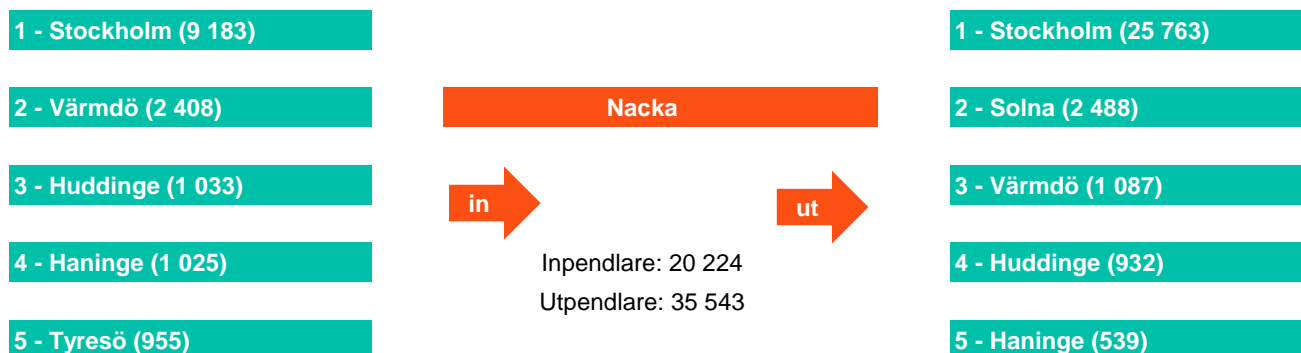 1 - Stockholm (9 183)
2 - Värmdö (2 408)
3 - Huddinge (1 033)
4 - Haninge (1 025)
5 - Tyresö (955)
Nacka
in
ut
Inpendlare: 20 224
Utpendlare: 35 543
1 - Stockholm (25 763)
2 - Solna (2 488)
3 - Värmdö (1 087)
4 - Huddinge (932)
5 - Haninge (539)